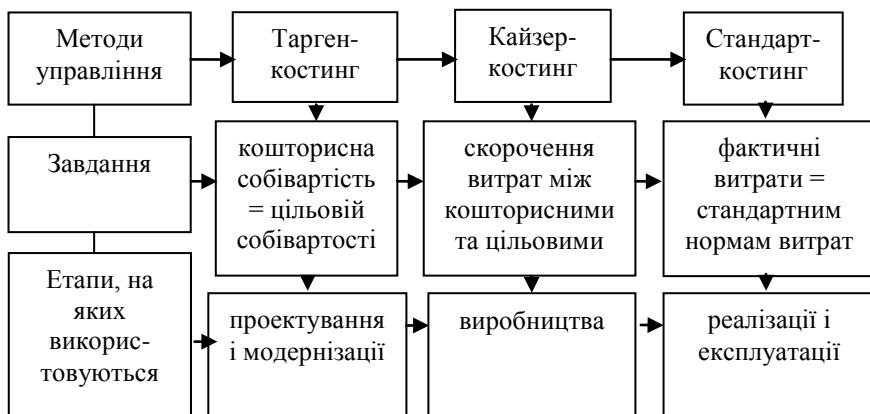 Методи
управління
Тарген-
костинг
Кайзер-
костинг
Стандарт-
костинг
Завдання
кошторисна
собівартість
= цільовій
собівартості
скорочення
витрат між
кошторисними
та цільовими
фактичні
витрати =
стандартним
нормам витрат
Етапи, на
яких
викорис-
товуються
проектування
і модернізації
виробництва
реалізації і
експлуатації